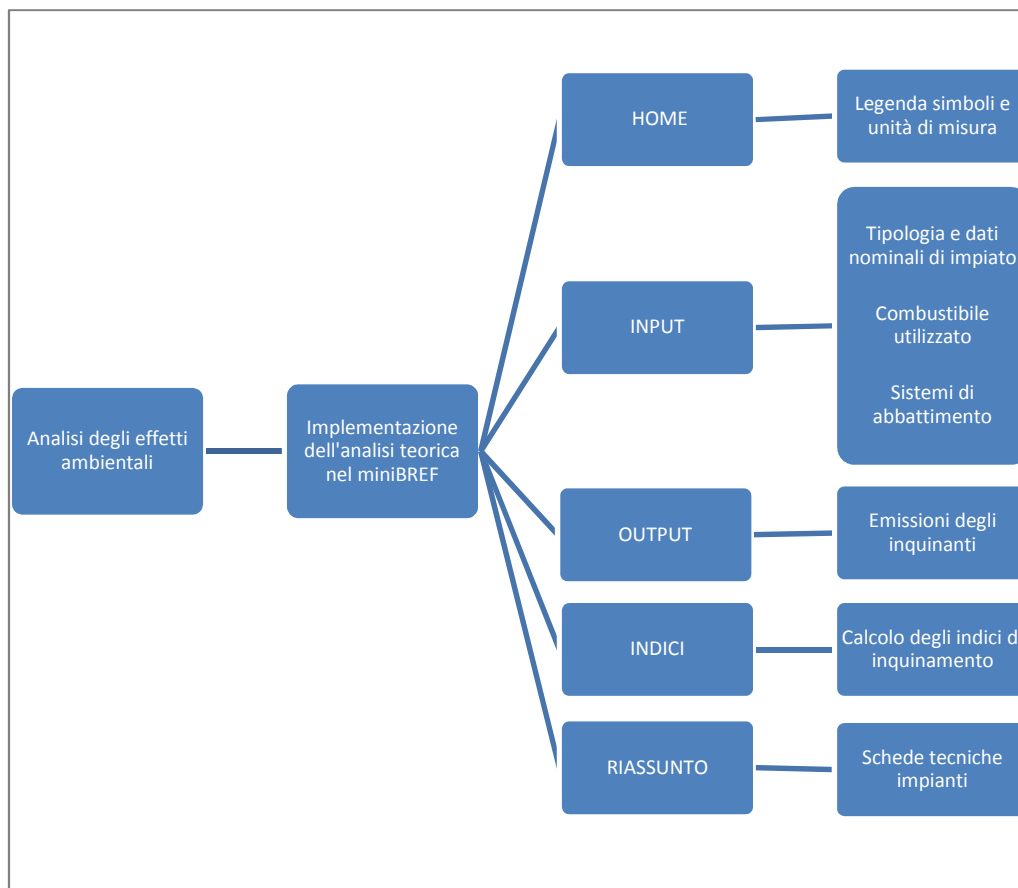 Analisi degli effetti
ambientali
Implementazione
dell'analisi teorica
nel miniBREF
HOME
Legenda simboli e
unità di misura
INPUT
Tipologia e dati
nominali di impiato
Combustibile
utilizzato
Sistemi di
abbattimento
OUTPUT
Emissioni degli
inquinanti
INDICI
Calcolo degli indici d
inquinamento
RIASSUNTO
Schede tecniche
impianti